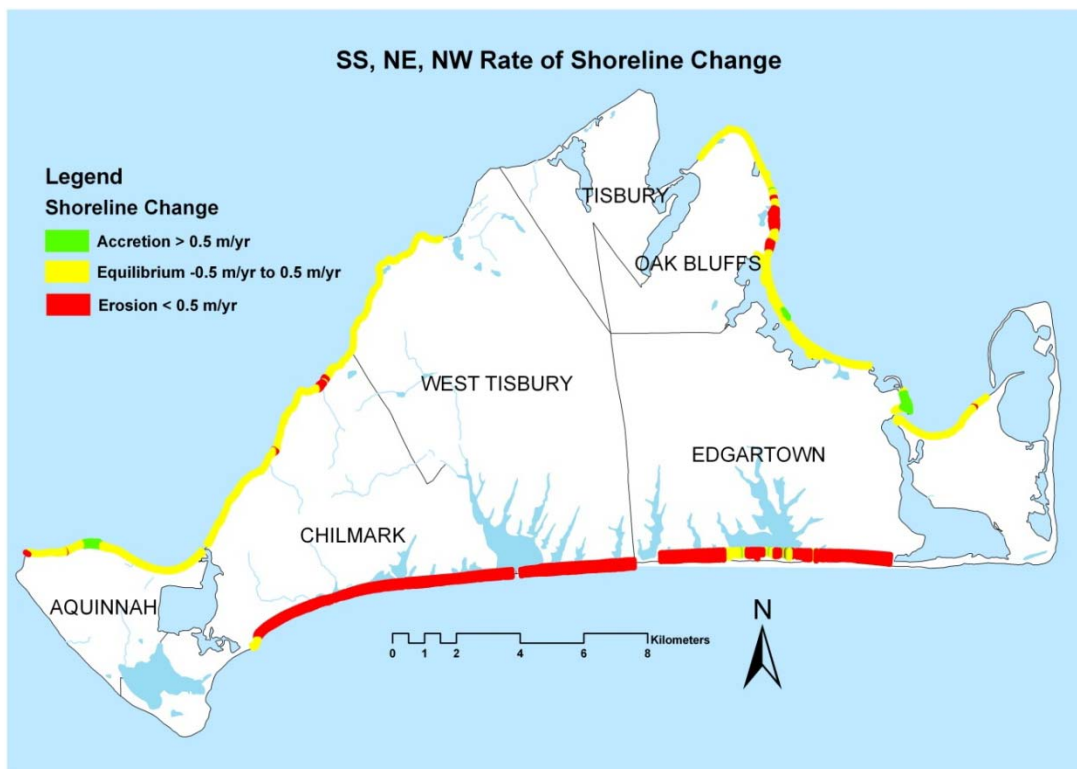 SS, NE, NW Rate of Shoreline Change
Legend
Shoreline Change
Accretion > 0.5 m/yr
Equilibrium -0.5 m/yr to 0.5 m/yr
Erosion < 0.5 m/yr
TISBURY
OAK BLUFFS
WEST TISBURY
EDGARTOWN
CHILMARK
AQUINNAH
N
Kilometers
0 1 2 4 6 8